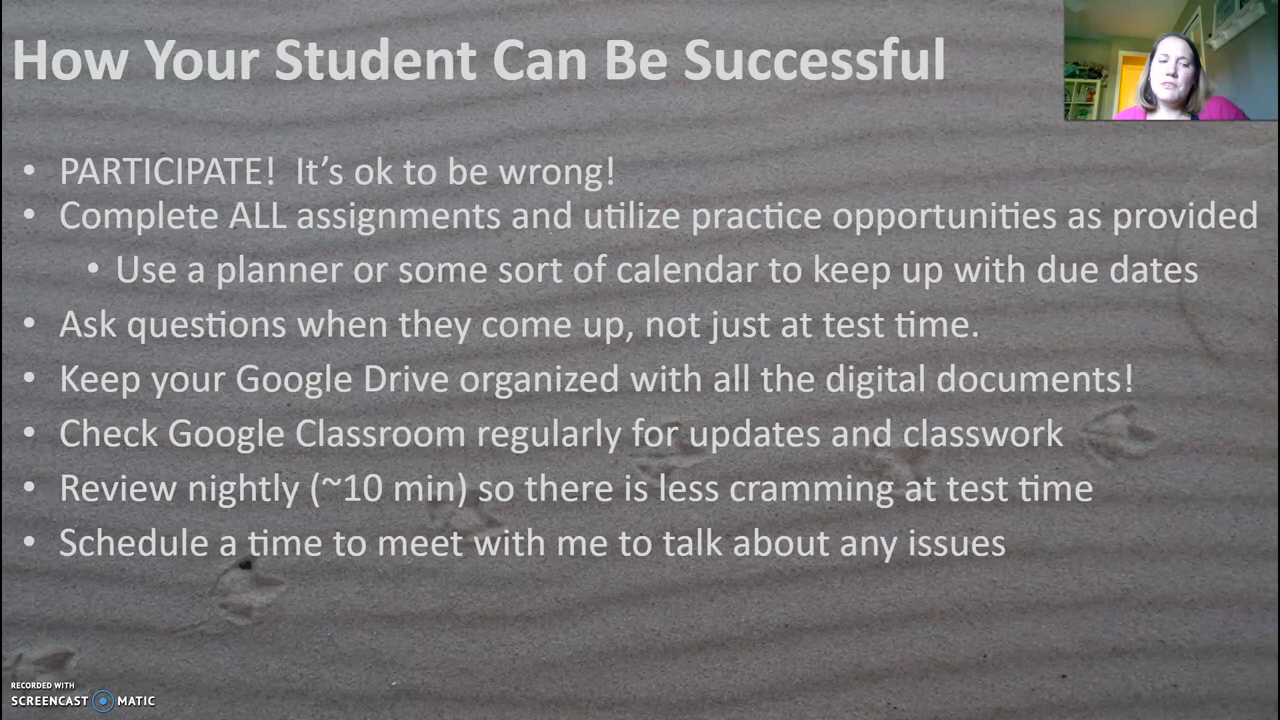 How Your Student Can Be Successful
• PARTICIPATE!  It’s ok to be wrong!
• Complete ALL assignments and utilize practice opportunities as provided
• Use a planner or some sort of calendar to keep up with due dates
• Ask questions when they come up, not just at test time.
• Keep your Google Drive organized with all the digital documents!
• Check Google Classroom regularly for updates and classwork
• Review nightly (~10 min) so there is less cramming at test time
• Schedule a time to meet with me to talk about any issues
RECORDED WITH
SCREENCAST MATIC